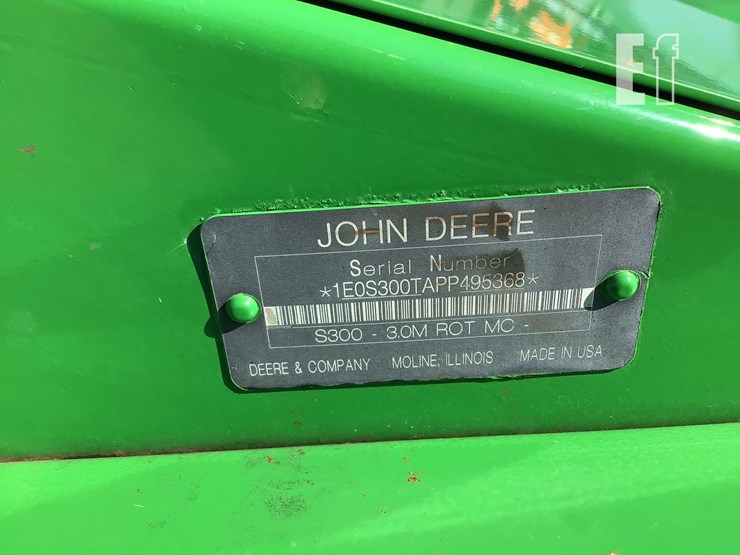 Ef
JOHN DEERE
Serial Number
*1E0S300TAPP495368*
S300 - 3.0M ROT MC -
DEERE & COMPANY MOLINE, ILLINOIS MADE IN USA